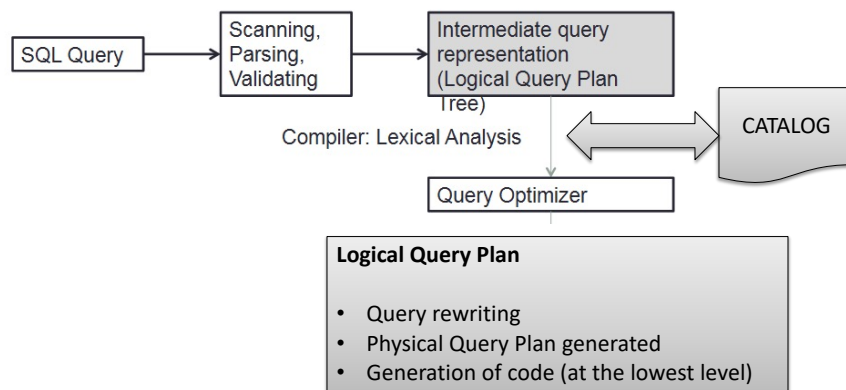 SQL Query
Scanning,
Parsing,
Validating
Intermediate query
representation
(Logical Query Plan
Tree)
Compiler: Lexical Analysis
CATALOG
Query Optimizer
Logical Query Plan
• Query rewriting
• Physical Query Plan generated
• Generation of code (at the lowest level)